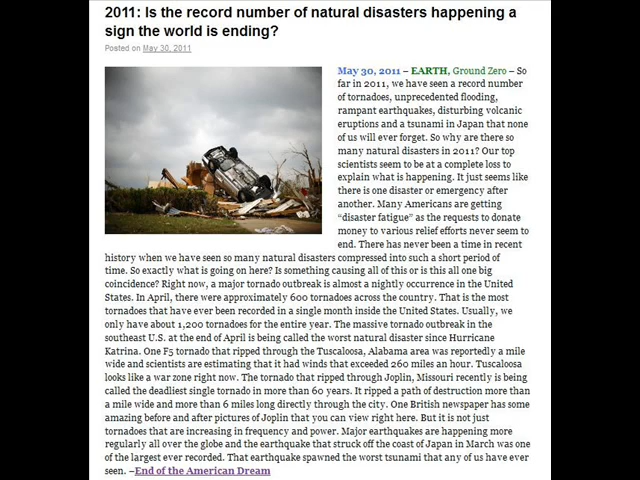 2011: Is the record number of natural disasters happening a
sign the world is ending?
Posted on May 30, 2011
May 30, 2011 – EARTH, Ground Zero – So
far in 2011, we have seen a record number
of tornadoes, unprecedented flooding,
rampant earthquakes, disturbing volcanic
eruptions and a tsunami in Japan that none
of us will ever forget. So why are there so
many natural disasters in 2011? Our top
scientists seem to be at a complete loss to
explain what is happening. It just seems like
there is one disaster or emergency after
another. Many Americans are getting
“disaster fatigue” as the requests to donate
money to various relief efforts never seem to
end. There has never been a time in recent
history when we have seen so many natural disasters compressed into such a short period of
time. So exactly what is going on here? Is something causing all of this or is this all one big
coincidence? Right now, a major tornado outbreak is almost a nightly occurrence in the United
States. In April, there were approximately 600 tornadoes across the country. That is the most
tornadoes that have ever been recorded in a single month inside the United States. Usually, we
only have about 1,200 tornadoes for the entire year. The massive tornado outbreak in the
southeast U.S. at the end of April is being called the worst natural disaster since Hurricane
Katrina. One F5 tornado that ripped through the Tuscaloosa, Alabama area was reportedly a mile
wide and scientists are estimating that it had winds that exceeded 260 miles an hour. Tuscaloosa
looks like a war zone right now. The tornado that ripped through Joplin, Missouri recently is being
called the deadliest single tornado in more than 60 years. It ripped a path of destruction more than
a mile wide and more than 6 miles long directly through the city. One British newspaper has some
amazing before and after pictures of Joplin that you can view right here. But it is not just
tornadoes that are increasing in frequency and power. Major earthquakes are happening more
regularly all over the globe and the earthquake that struck off the coast of Japan in March was one
of the largest ever recorded. That earthquake spawned the worst tsunami that any of us have ever
seen. –End of the American Dream